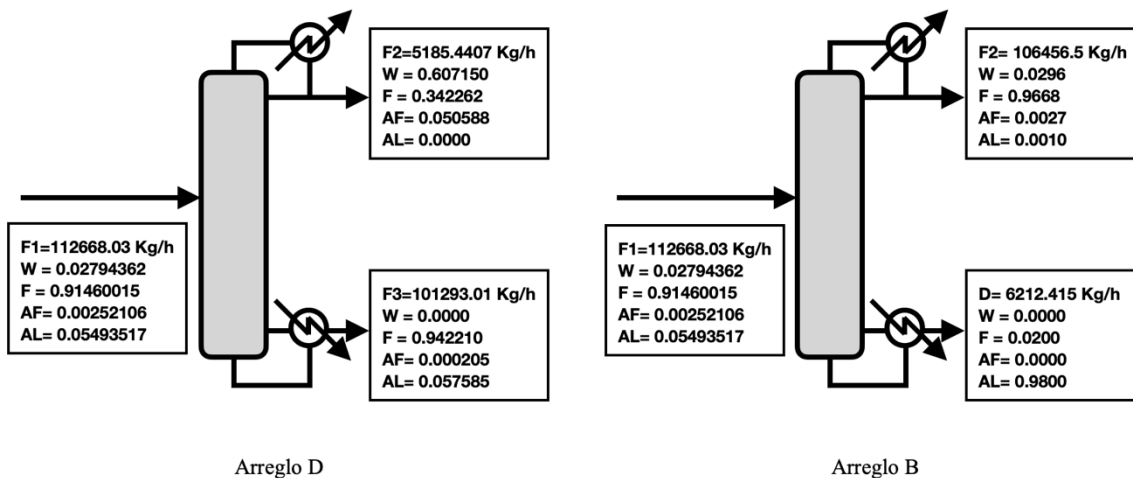 F2=5185.4407 Kg/h
W = 0.607150
F = 0.342262
AF= 0.050588
AL= 0.0000
F1=112668.03 Kg/h
W = 0.02794362
F = 0.91460015
AF= 0.00252106
AL= 0.05493517
F3=101293.01 Kg/h
W = 0.0000
F = 0.942210
AF= 0.000205
AL= 0.057585
Arreglo D
F2= 106456.5 Kg/h
W = 0.0296
F = 0.9668
AF= 0.0027
AL= 0.0010
F1=112668.03 Kg/h
W = 0.02794362
F = 0.91460015
AF= 0.00252106
AL= 0.05493517
D= 6212.415 Kg/h
W = 0.0000
F = 0.0200
AF= 0.0000
AL= 0.9800
Arreglo B